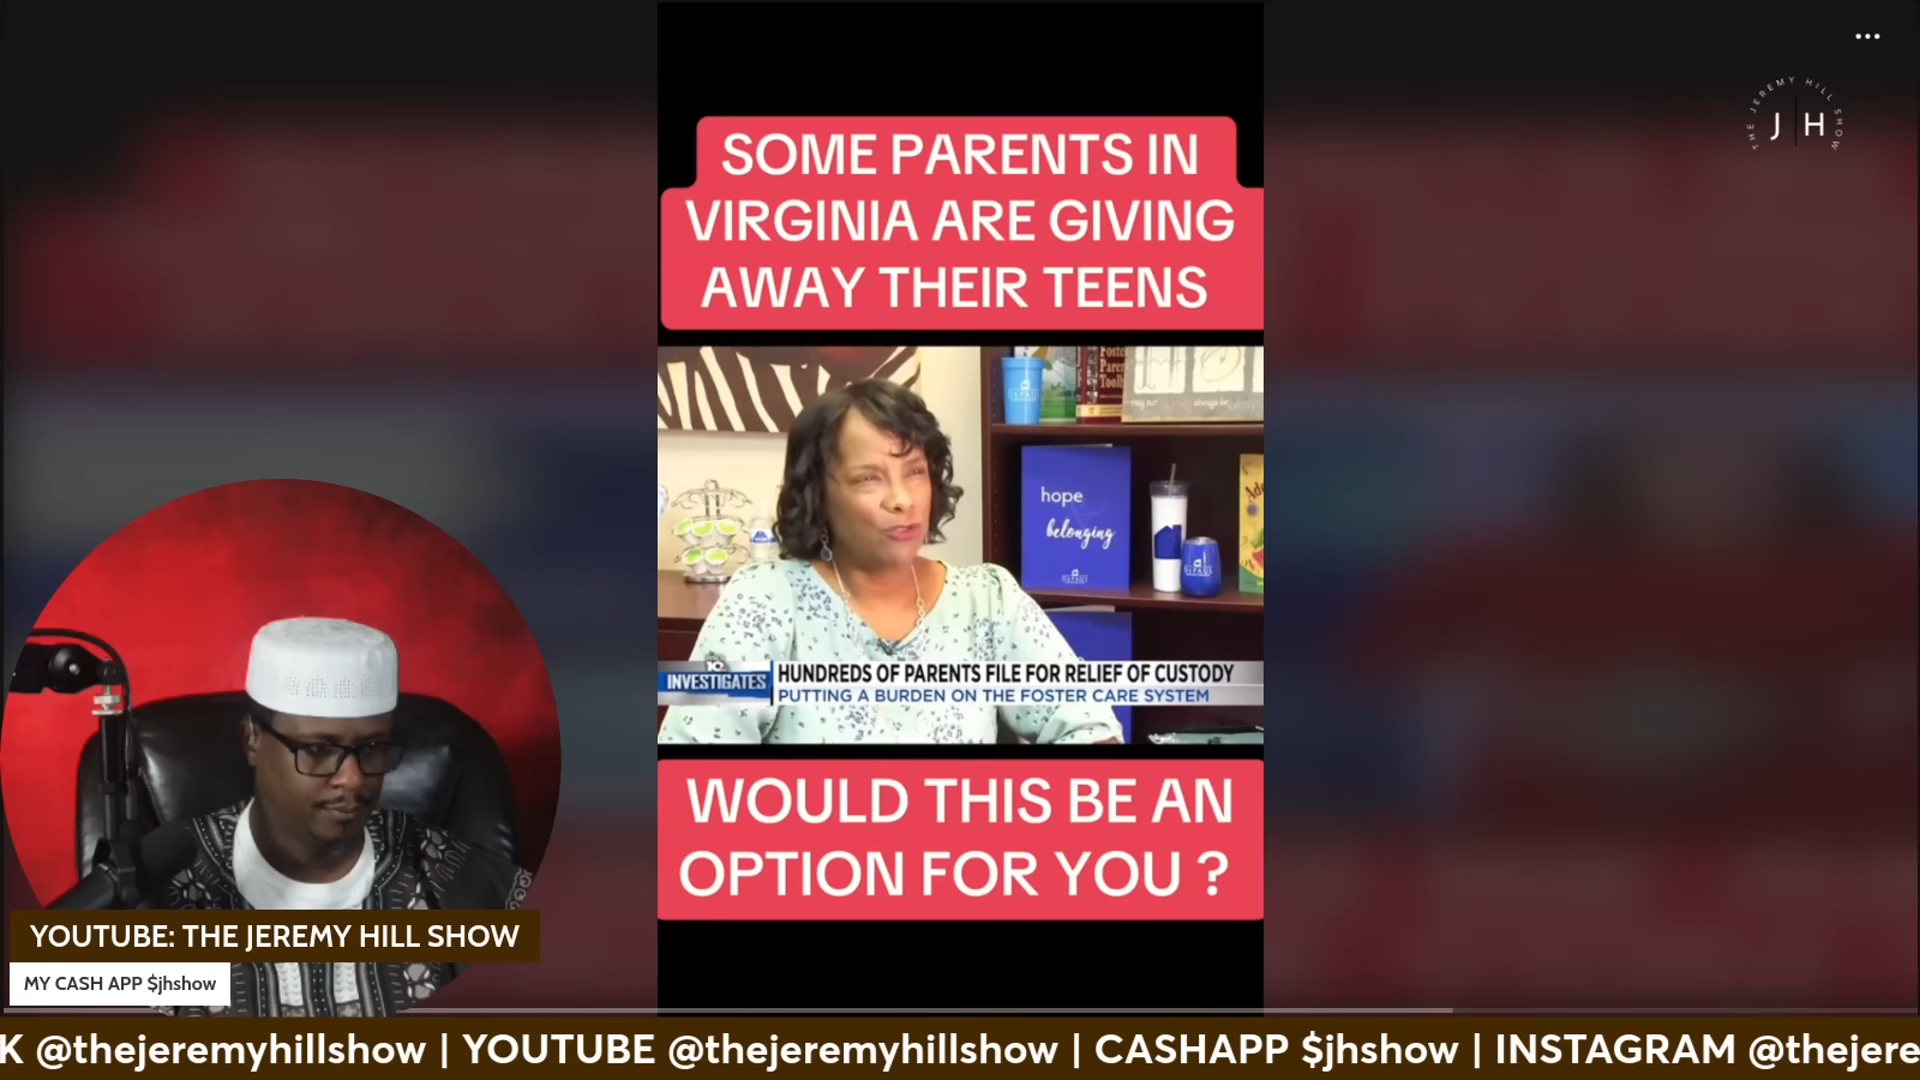 THE JEREMY HILL SHOW
J | H
SOME PARENTS IN
VIRGINIA ARE GIVING
AWAY THEIR TEENS
hope
belonging
DEPAUL
10
INVESTIGATES
HUNDREDS OF PARENTS FILE FOR RELIEF OF CUSTODY
PUTTING A BURDEN ON THE FOSTER CARE SYSTEM
WOULD THIS BE AN
OPTION FOR YOU ?
YOUTUBE: THE JEREMY HILL SHOW
MY CASH APP $jhshow
K @thejeremyhillshow | YOUTUBE @thejeremyhillshow | CASHAPP $jhshow | INSTAGRAM @thejere